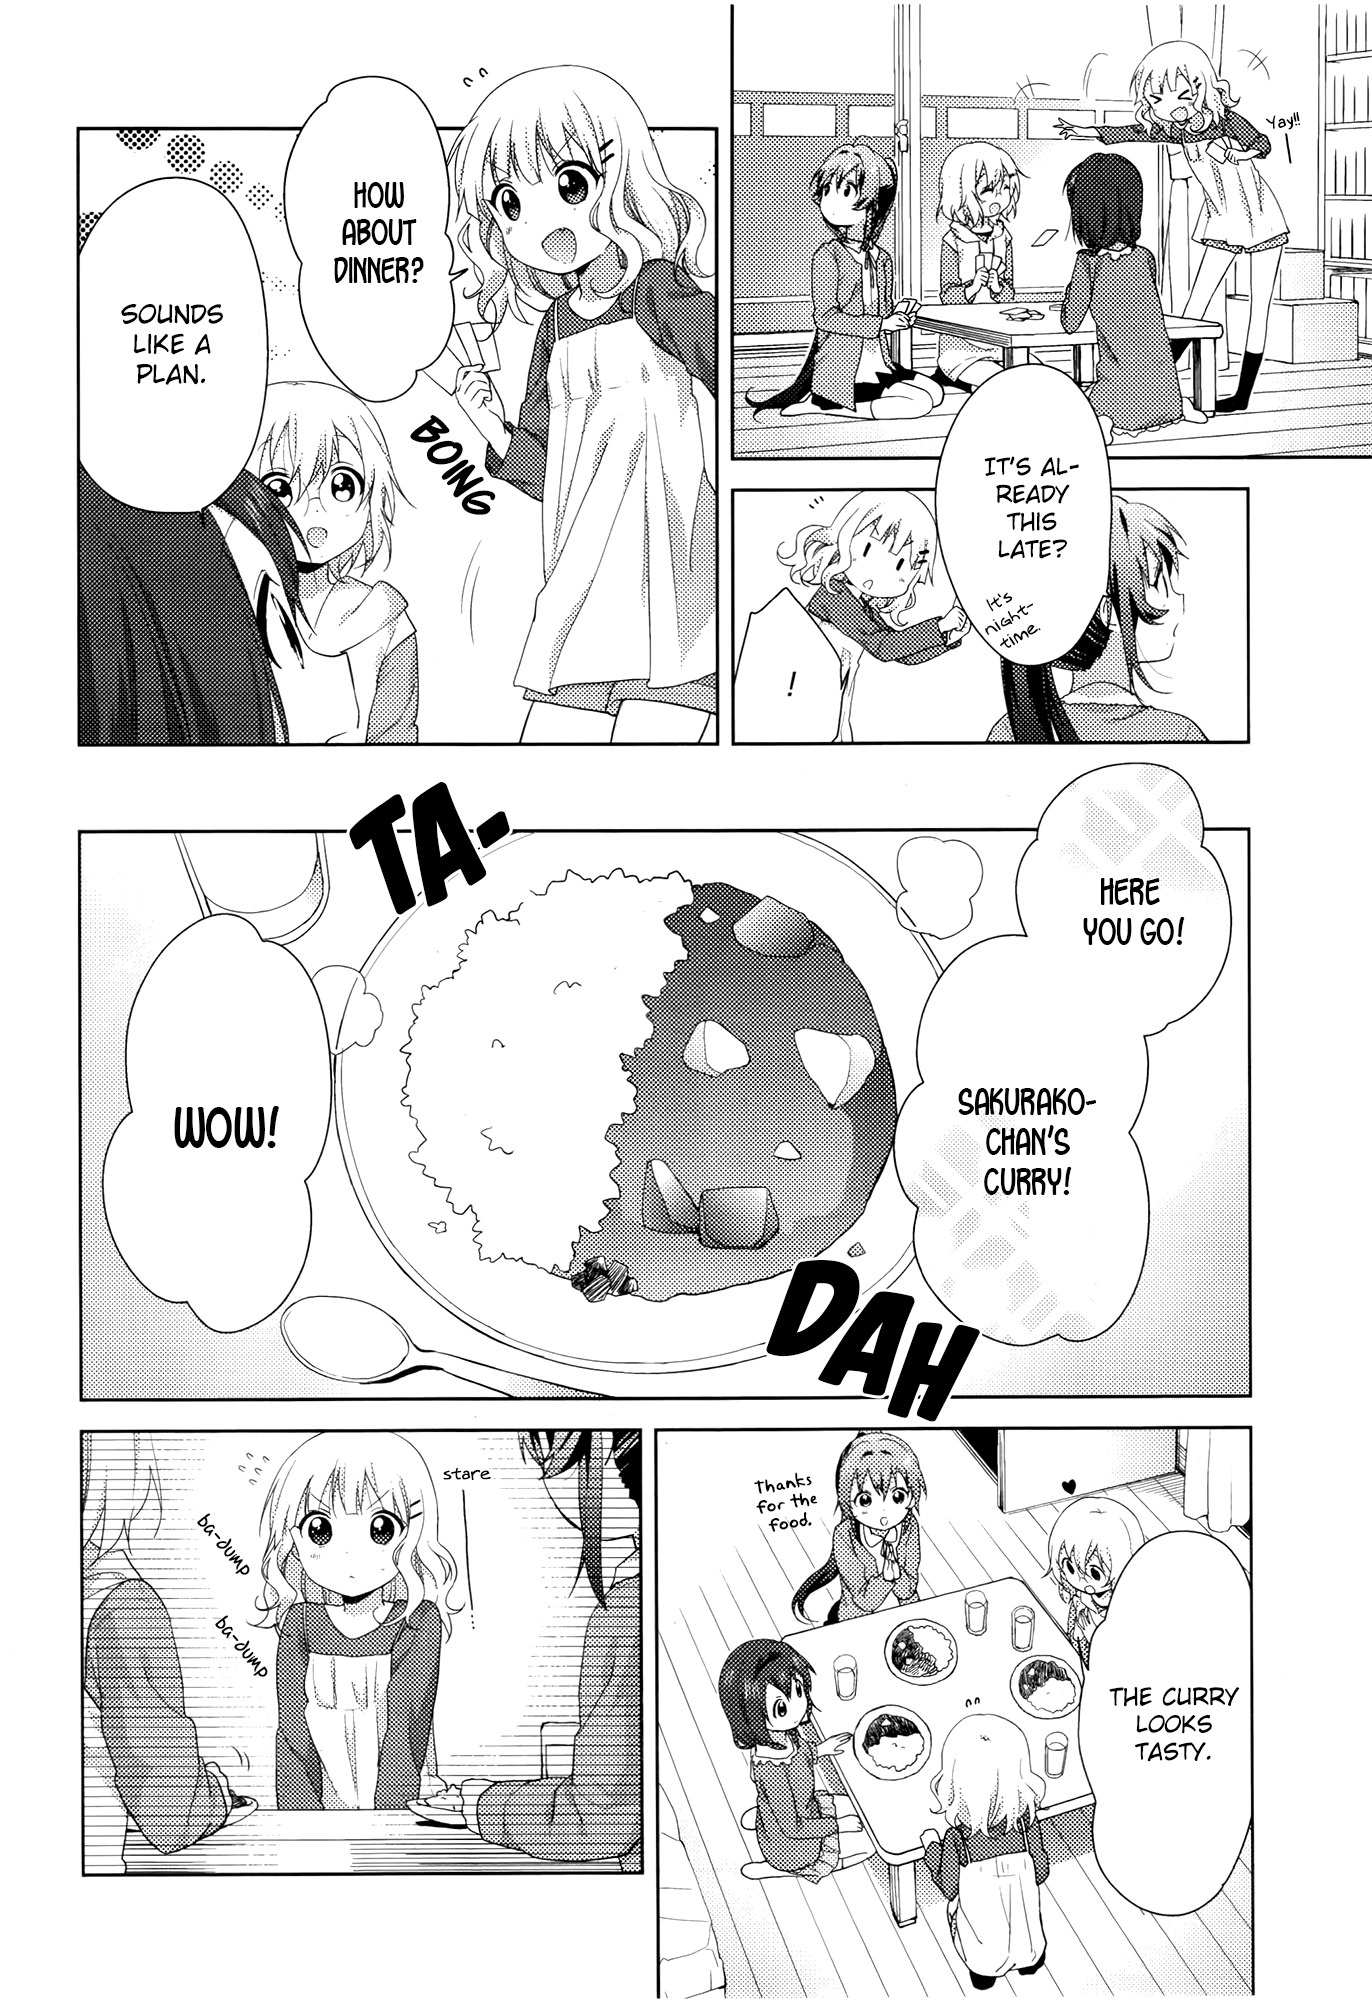 Yay!!
IT'S AL-
READY
THIS
LATE?
It's
night-
time.
!
HOW
ABOUT
DINNER?
BOING
SOUNDS
LIKE A
PLAN.
HERE
YOU GO!
SAKURAKO-
CHAN'S
CURRY!
TA-
DAH
WOW!
Thanks
for the
food.
THE CURRY
LOOKS
TASTY.
stare
ba-dump
ba-dump